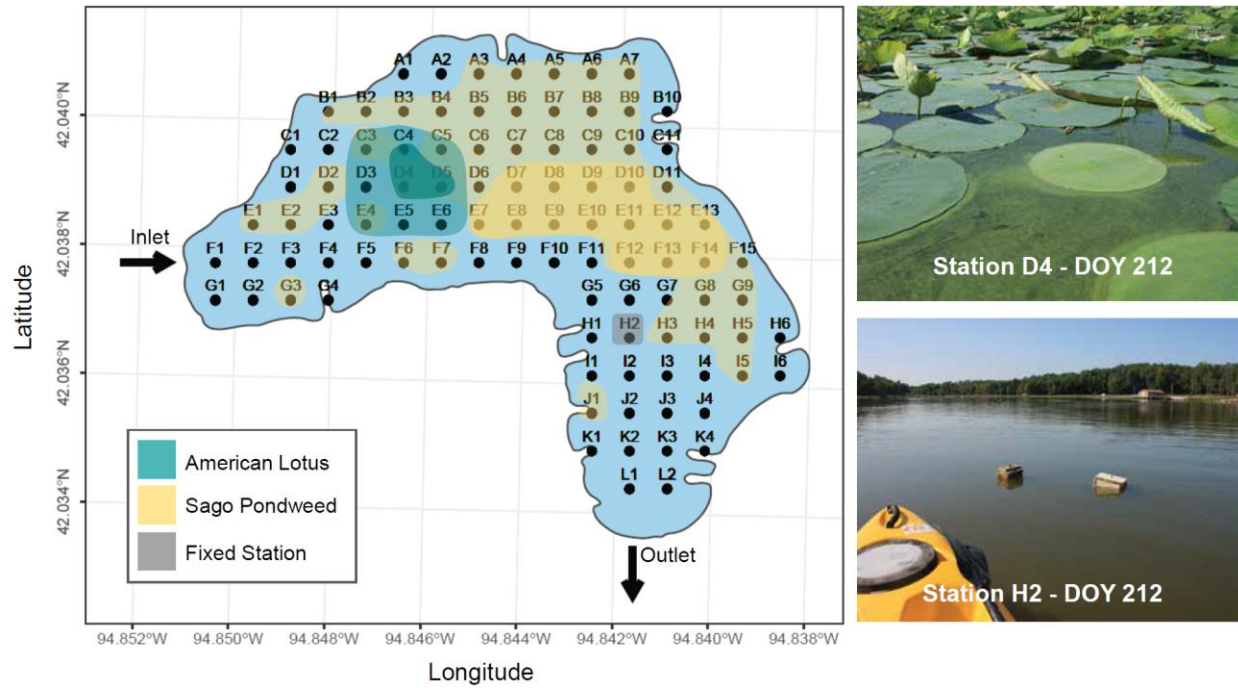 A1 A2 A3 A4 A5 A6 A7
B1 B2 B3 B4 B5 B6 B7 B8 B9 B10
C1 C2 C3 C4 C5 C6 C7 C8 C9 C10 C11
D1 D2 D3 D4 D5 D6 D7 D8 D9 D10 D11
E1 E2 E3 E4 E5 E6 E7 E8 E9 E10 E11 E12 E13
F1 F2 F3 F4 F5 F6 F7 F8 F9 F10 F11 F12 F13 F14 F15
G1 G2 G3 G4 G5 G6 G7 G8 G9
H1 H2 H3 H4 H5 H6
I1 I2 I3 I4 I5 I6
J1 J2 J3 J4
K1 K2 K3 K4
L1 L2
Inlet
Outlet
Latitude
42.040°N
42.038°N
42.036°N
42.034°N
American Lotus
Sago Pondweed
Fixed Station
94.852°W 94.850°W 94.848°W 94.846°W 94.844°W 94.842°W 94.840°W 94.838°W
Longitude
Station D4 - DOY 212
Station H2 - DOY 212